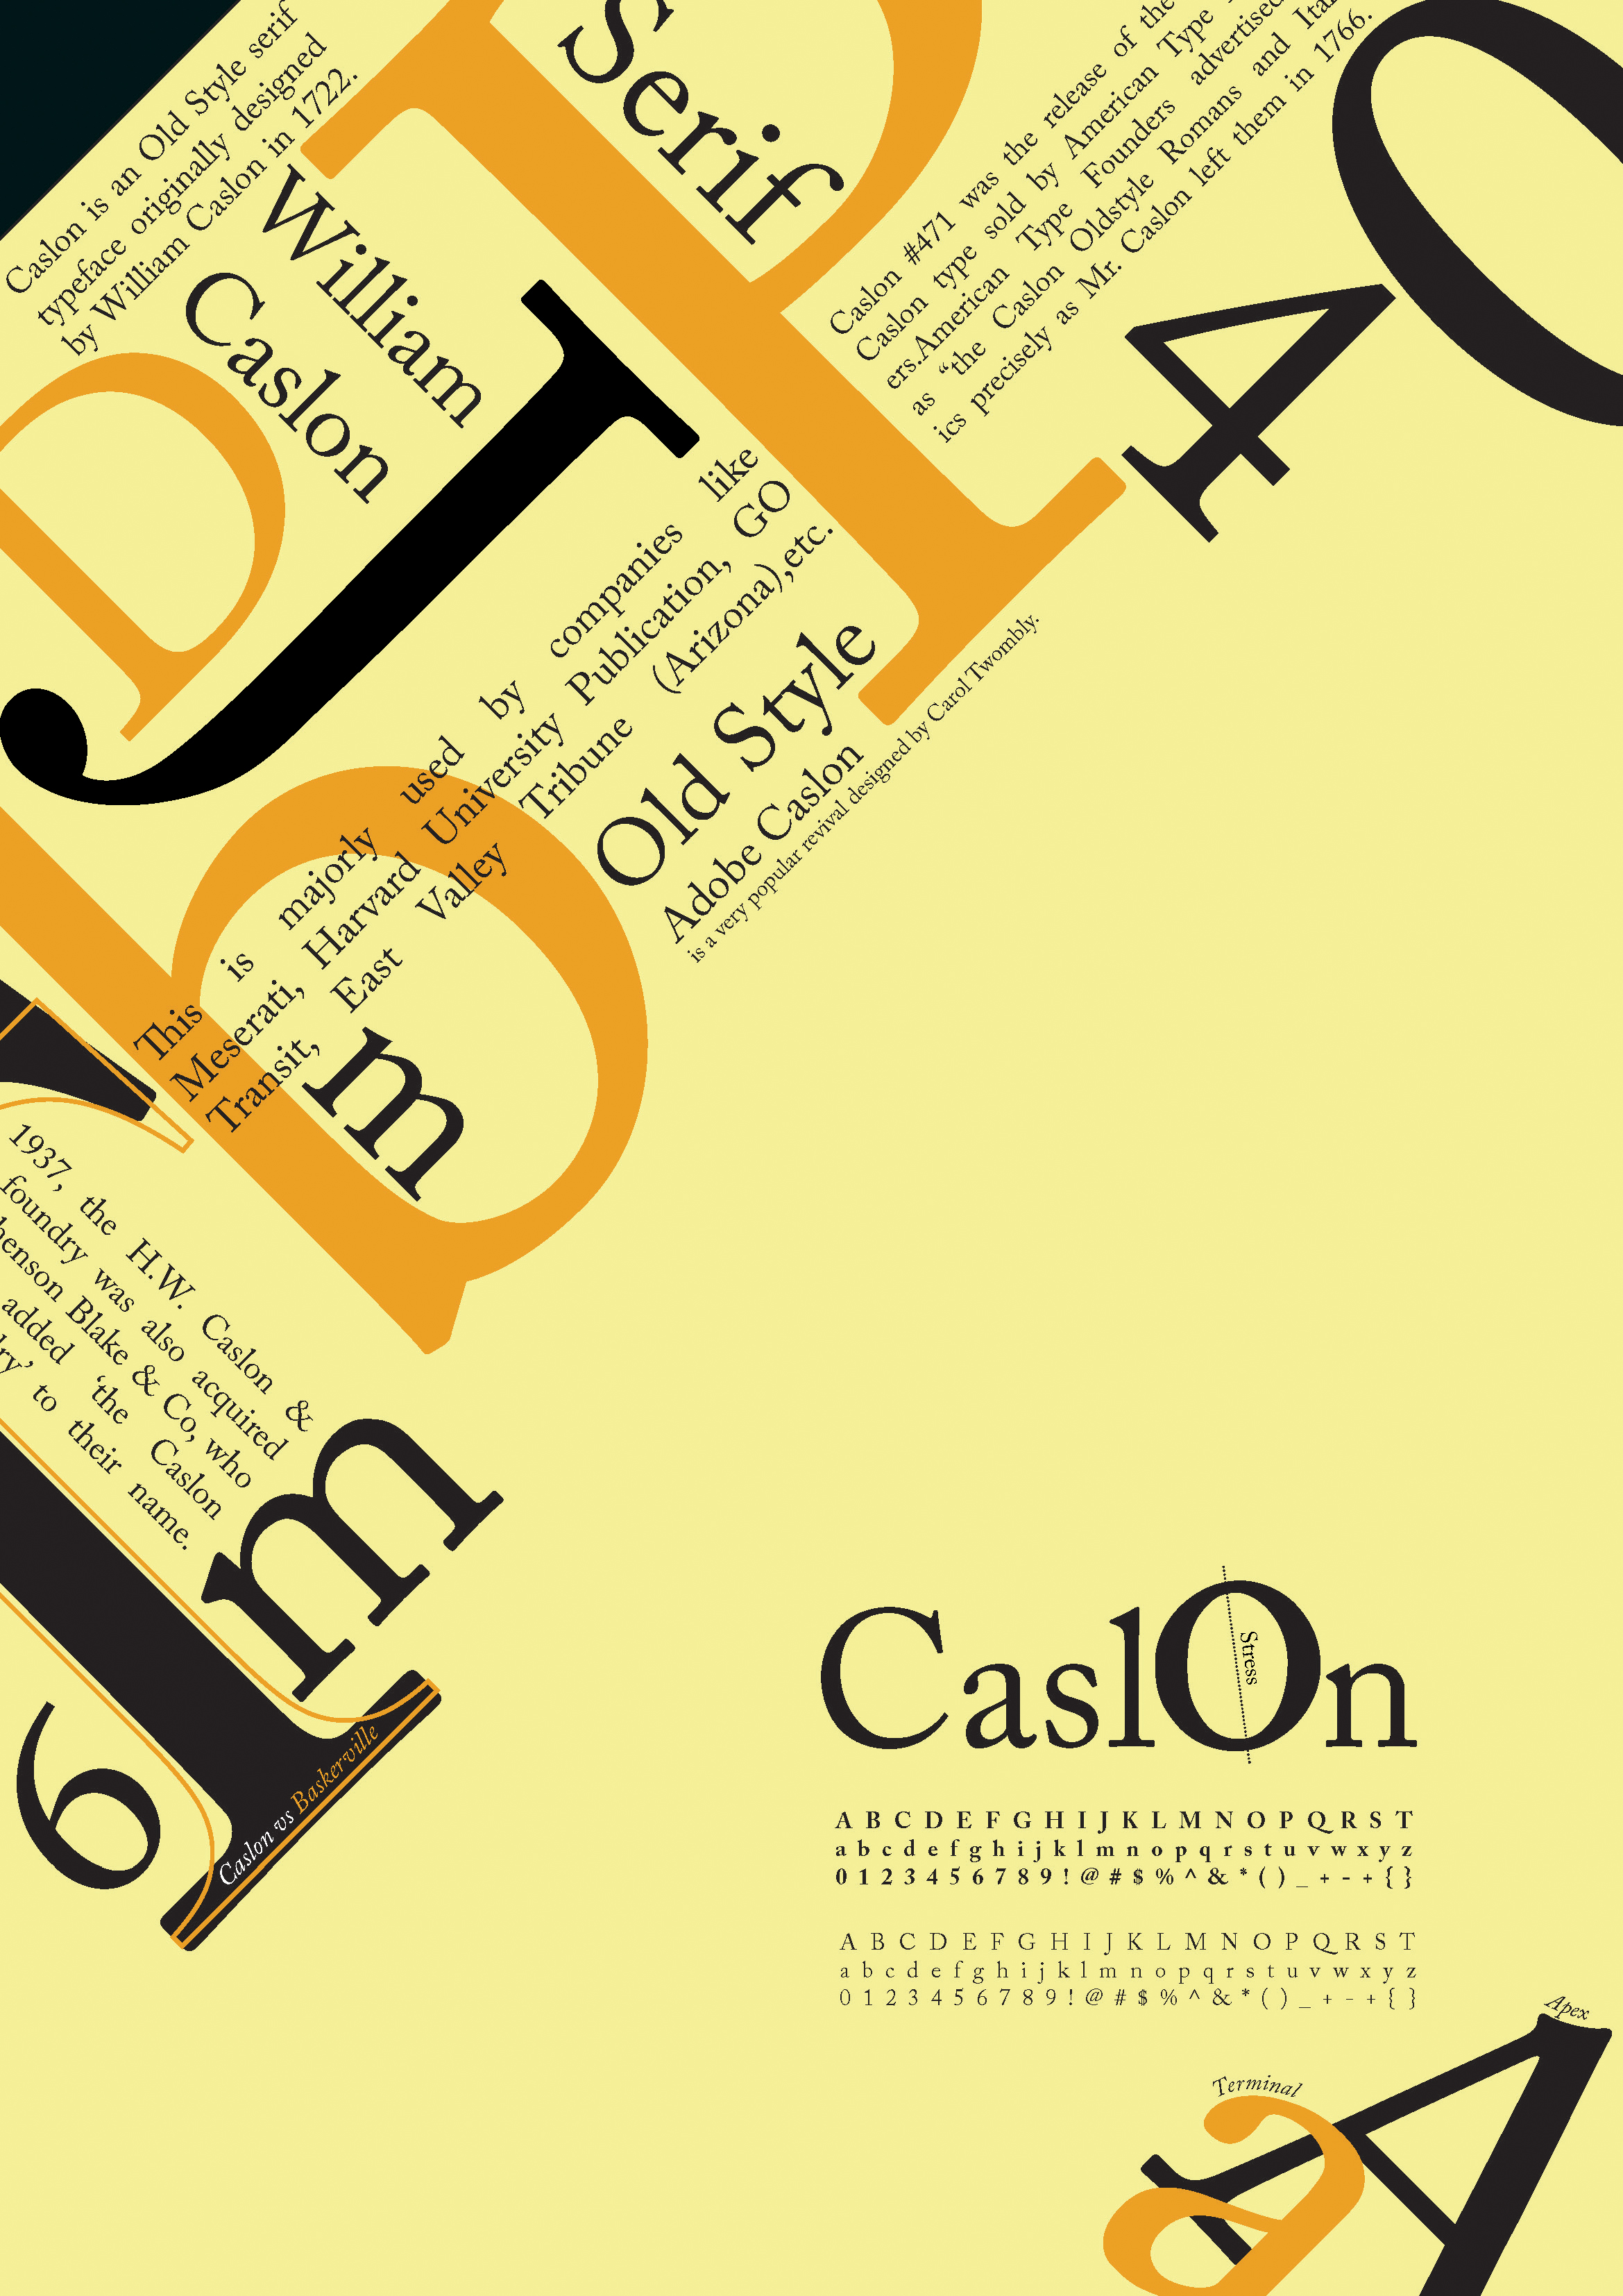 Caslon is an Old Style serif
typeface originally designed
by William Caslon in 1722.
William
Caslon
Serif
P
Caslon #471 was the release of the
Caslon type sold by American Type
ers.American Type Founders advertised
as “the Caslon Oldstyle Romans and
ics precisely as Mr. Caslon left them in 1766.
4
0
D
J
This is majorly used by companies like
Meserati, Harvard University Publication, GO
Transit, East Valley Tribune (Arizona),etc.
Old Style
Adobe Caslon
is a very popular revival designed by Carol Twombly.
b
m
1937, the H.W. Caslon &
foundry was also acquired
Blake & Co, who
added ‘the Caslon
to their name.
m
Caslon vs Baskerville
6
CaslOn
Stress
A B C D E F G H I J K L M N O P Q R S T
a b c d e f g h i j k l m n o p q r s t u v w x y z
0 1 2 3 4 5 6 7 8 9 ! @ # $ % ^ & * ( ) _ + - + { }
A B C D E F G H I J K L M N O P Q R S T
a b c d e f g h i j k l m n o p q r s t u v w x y z
0 1 2 3 4 5 6 7 8 9 ! @ # $ % ^ & * ( ) _ + - + { }
Apex
Terminal
a A